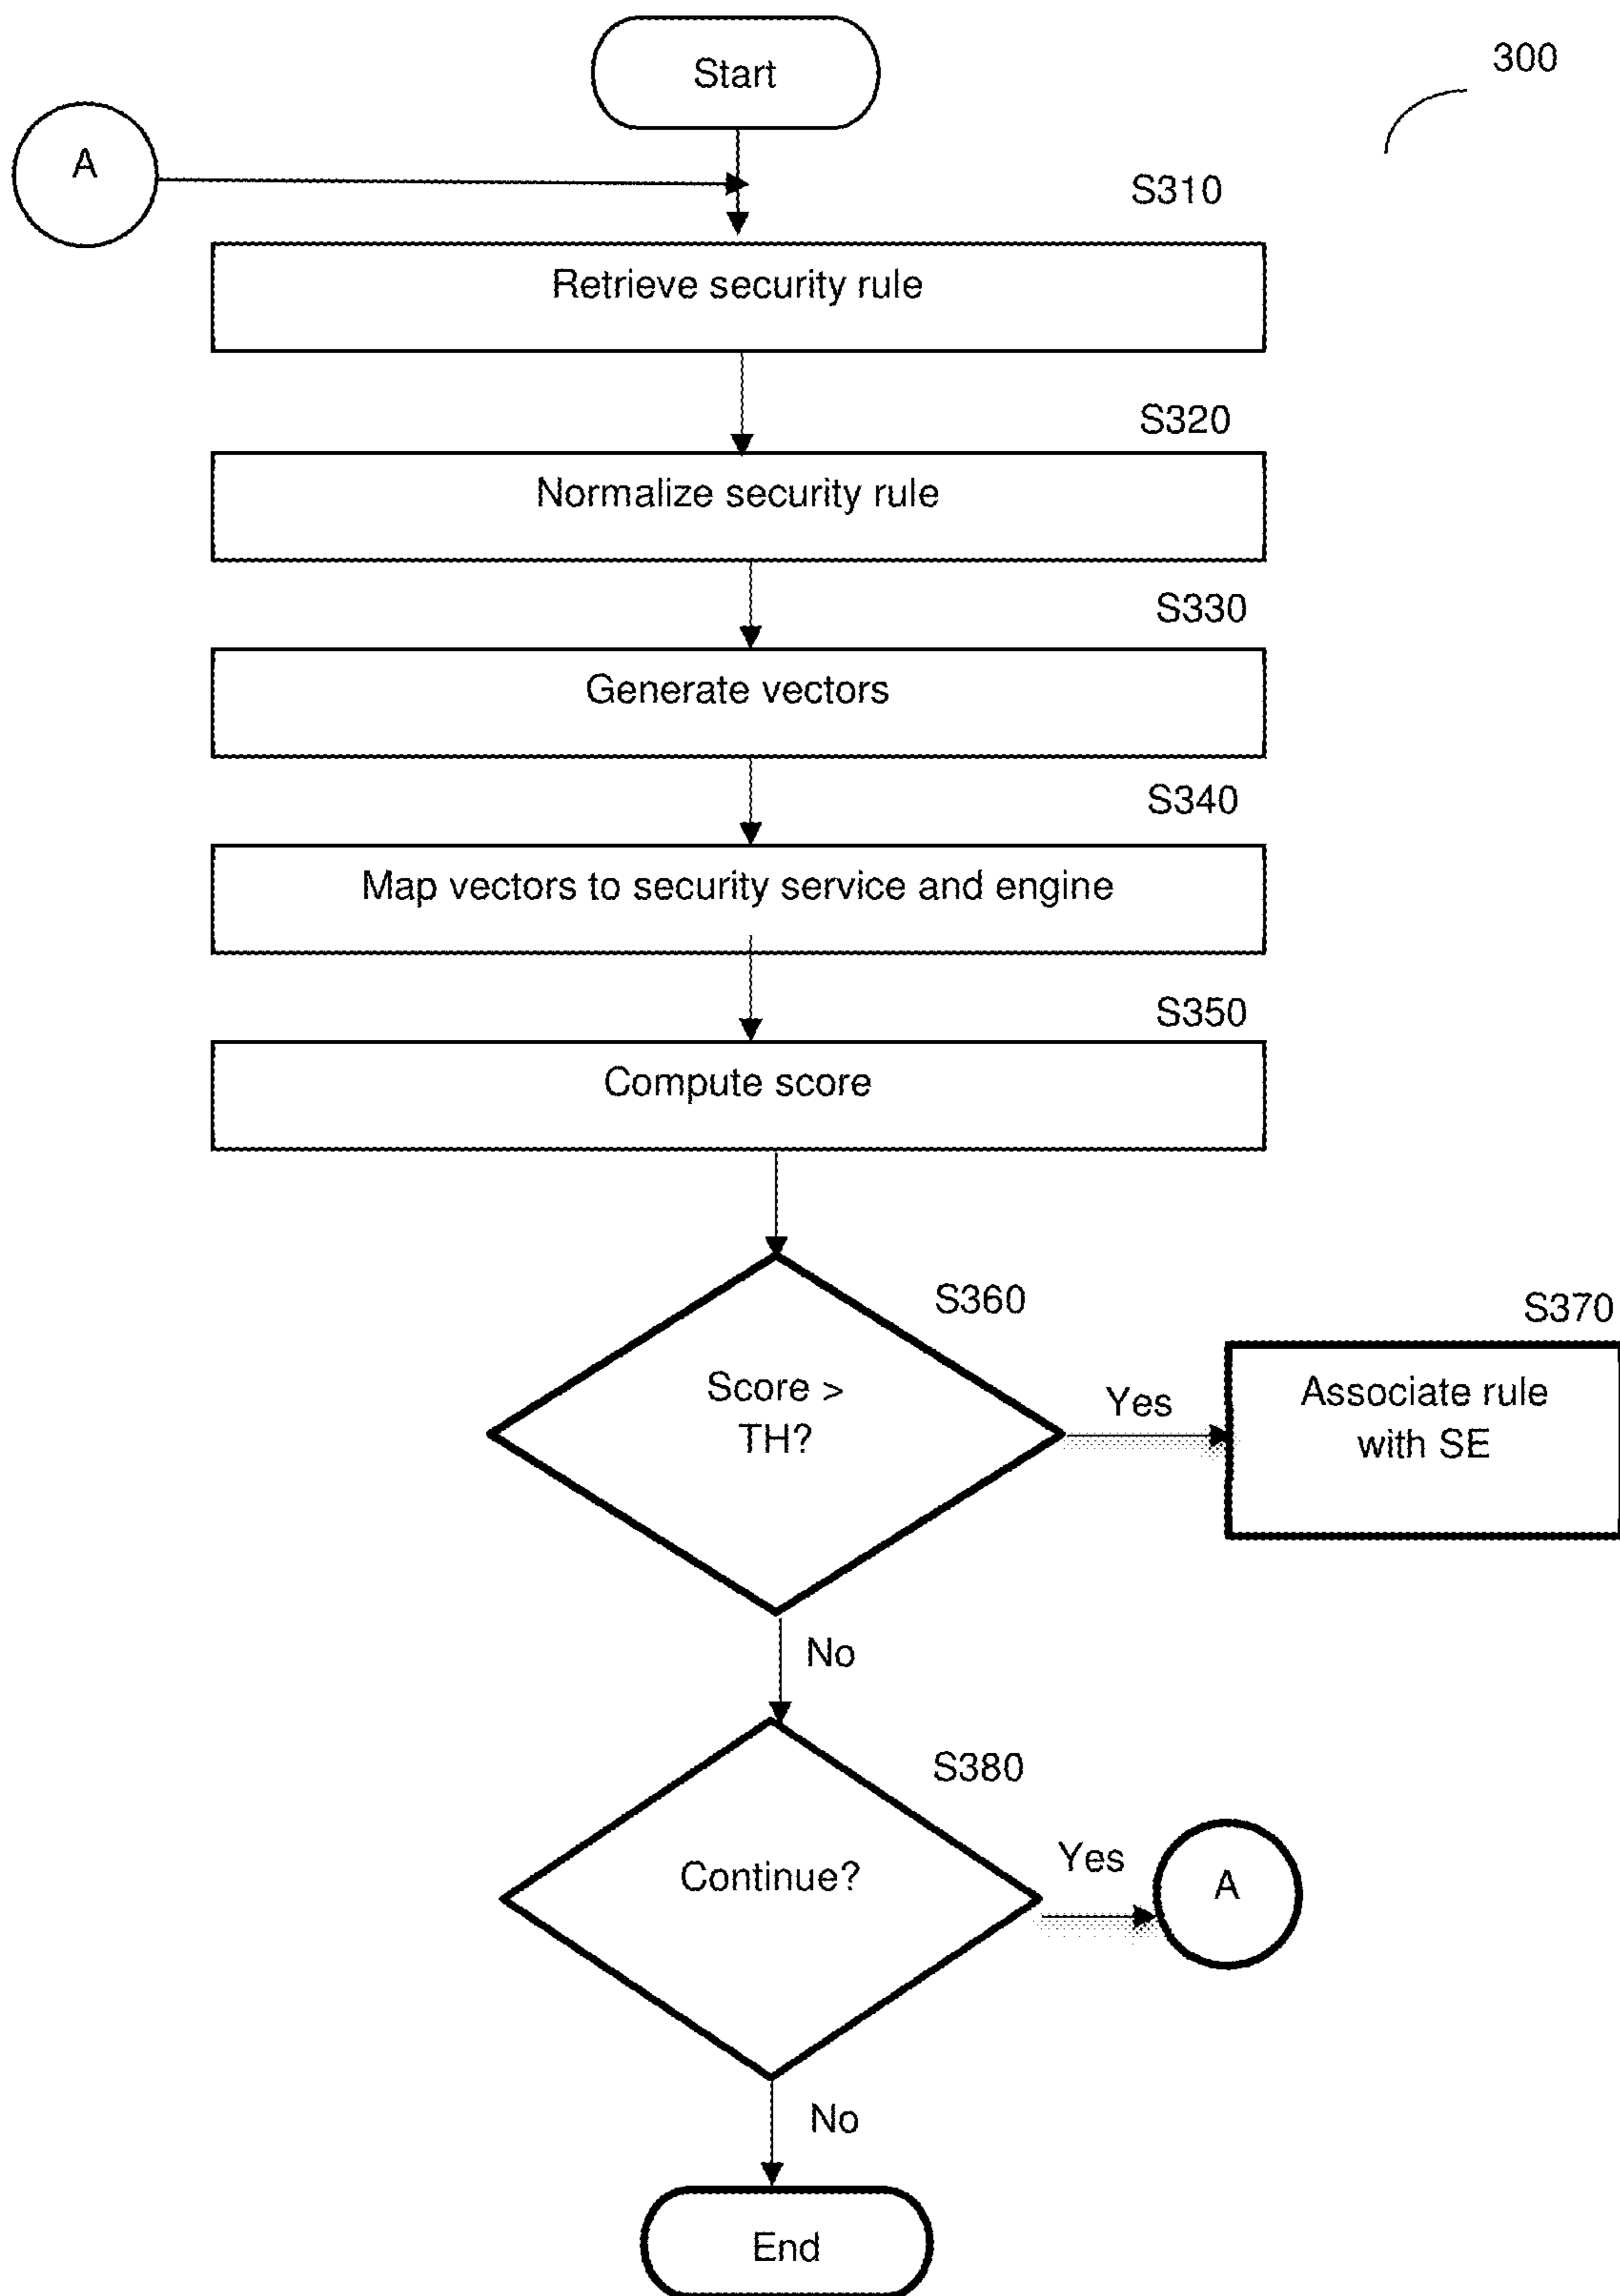 Start
300
A
S310
Retrieve security rule
S320
Normalize security rule
S330
Generate vectors
S340
Map vectors to security service and engine
S350
Compute score
S360
S370
Score >
TH?
Yes
Associate rule
with SE
No
S380
Continue?
Yes
A
No
End